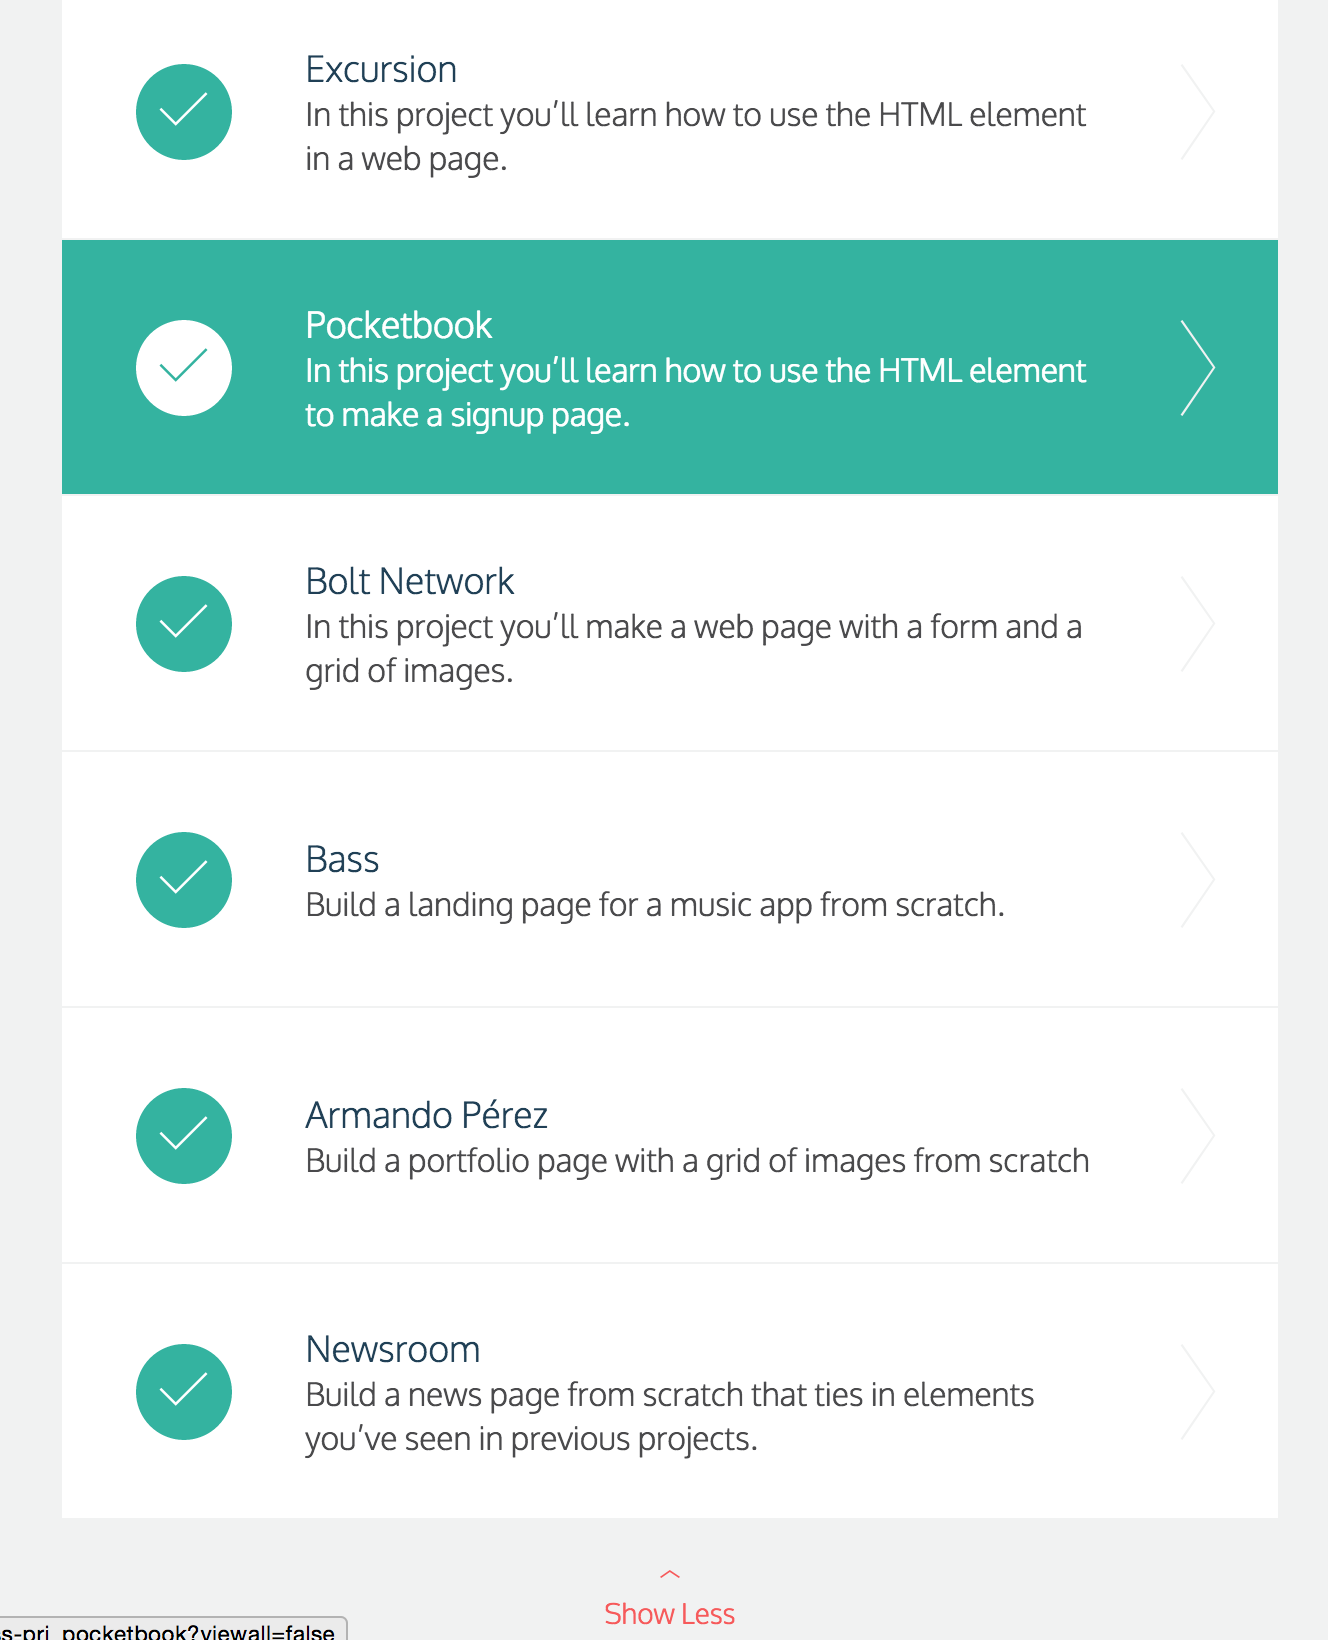 Excursion
In this project you’ll learn how to use the HTML element
in a web page.
Pocketbook
In this project you’ll learn how to use the HTML element
to make a signup page.
Bolt Network
In this project you’ll make a web page with a form and a
grid of images.
Bass
Build a landing page for a music app from scratch.
Armando Pérez
Build a portfolio page with a grid of images from scratch
Newsroom
Build a news page from scratch that ties in elements
you’ve seen in previous projects.
Show Less
s-prj_pocketbook?viewall=false